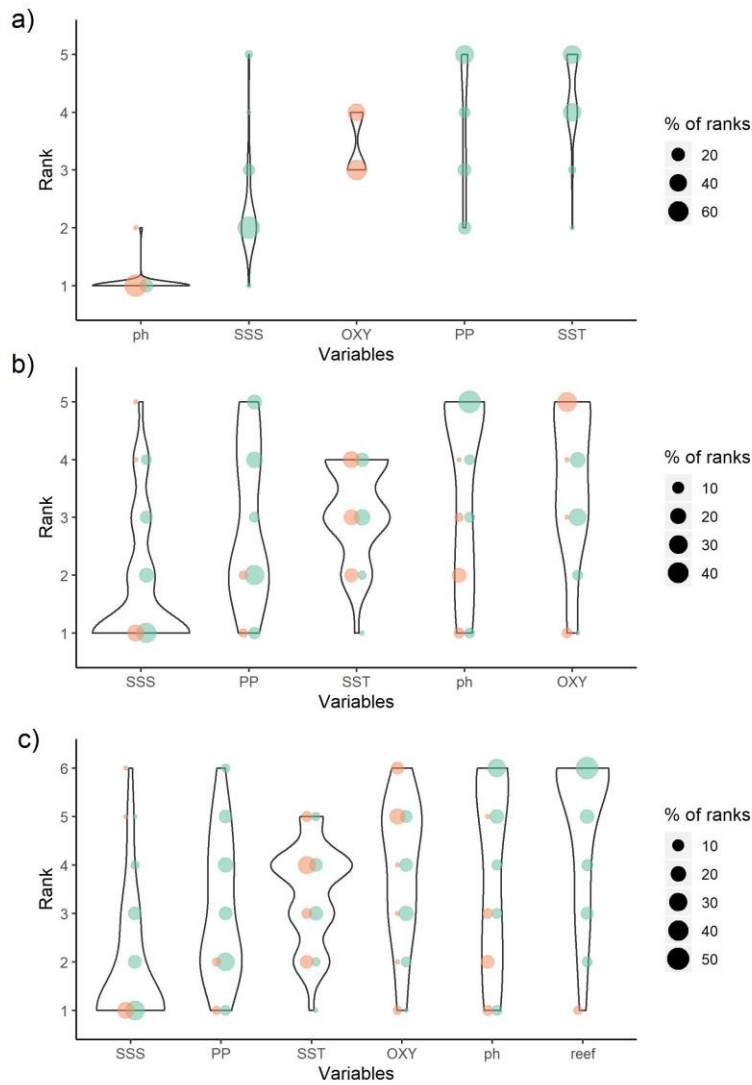 a)
5
4
3
2
1
Rank
ph SSS OXY PP SST
Variables
% of ranks
20
40
60
b)
5
4
3
2
1
Rank
SSS PP SST ph OXY
Variables
% of ranks
10
20
30
40
c)
6
5
4
3
2
1
Rank
SSS PP SST OXY ph reef
Variables
% of ranks
10
20
30
40
50